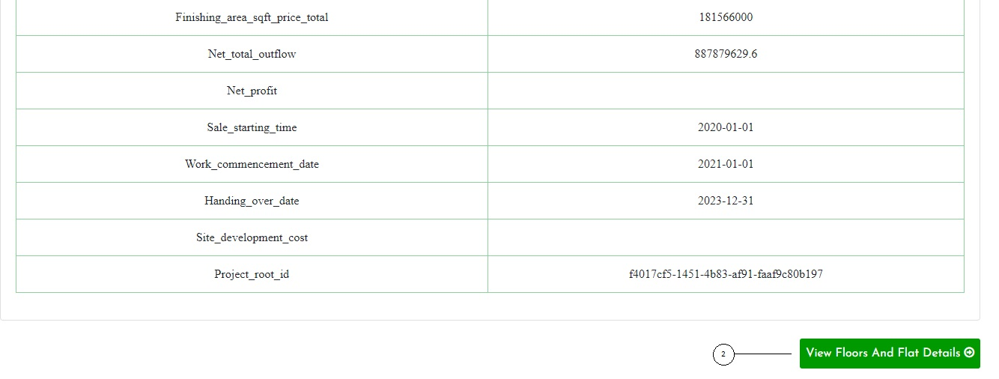 Finishing_area_sqft_price_total 181566000
Net_total_outflow 887879629.6
Net_profit
Sale_starting_time 2020-01-01
Work_commencement_date 2021-01-01
Handing_over_date 2023-12-31
Site_development_cost
Project_root_id f4017cf5-1451-4b83-af91-faaf9c80b197
2 View Floors And Flat Details